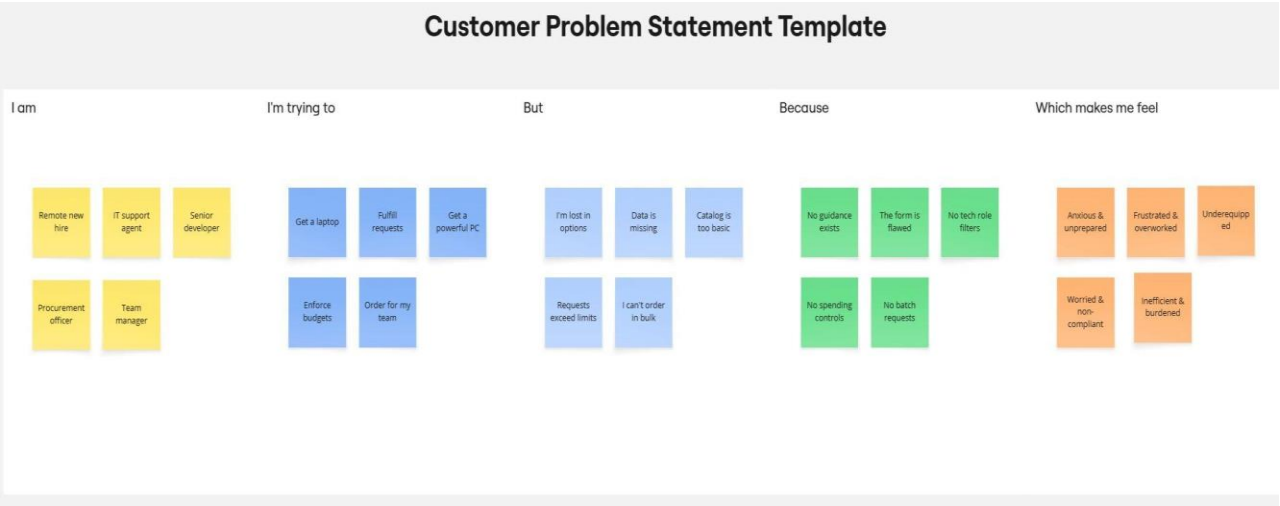 Customer Problem Statement Template
I am
I'm trying to
But
Because
Which makes me feel
Remote new
hire
IT support
agent
Senior
developer
Procurement
officer
Team
manager
Get a laptop
Fulfill
requests
Get a
powerful PC
Enforce
budgets
Order for my
team
I'm lost in
options
Data is
missing
Catalog is
too basic
Requests
exceed limits
I can't order
in bulk
No guidance
exists
The form is
flawed
No tech role
filters
No spending
controls
No batch
requests
Anxious &
unprepared
Frustrated &
overworked
Underequipp
ed
Worried &
non-
compliant
Inefficient &
burdened